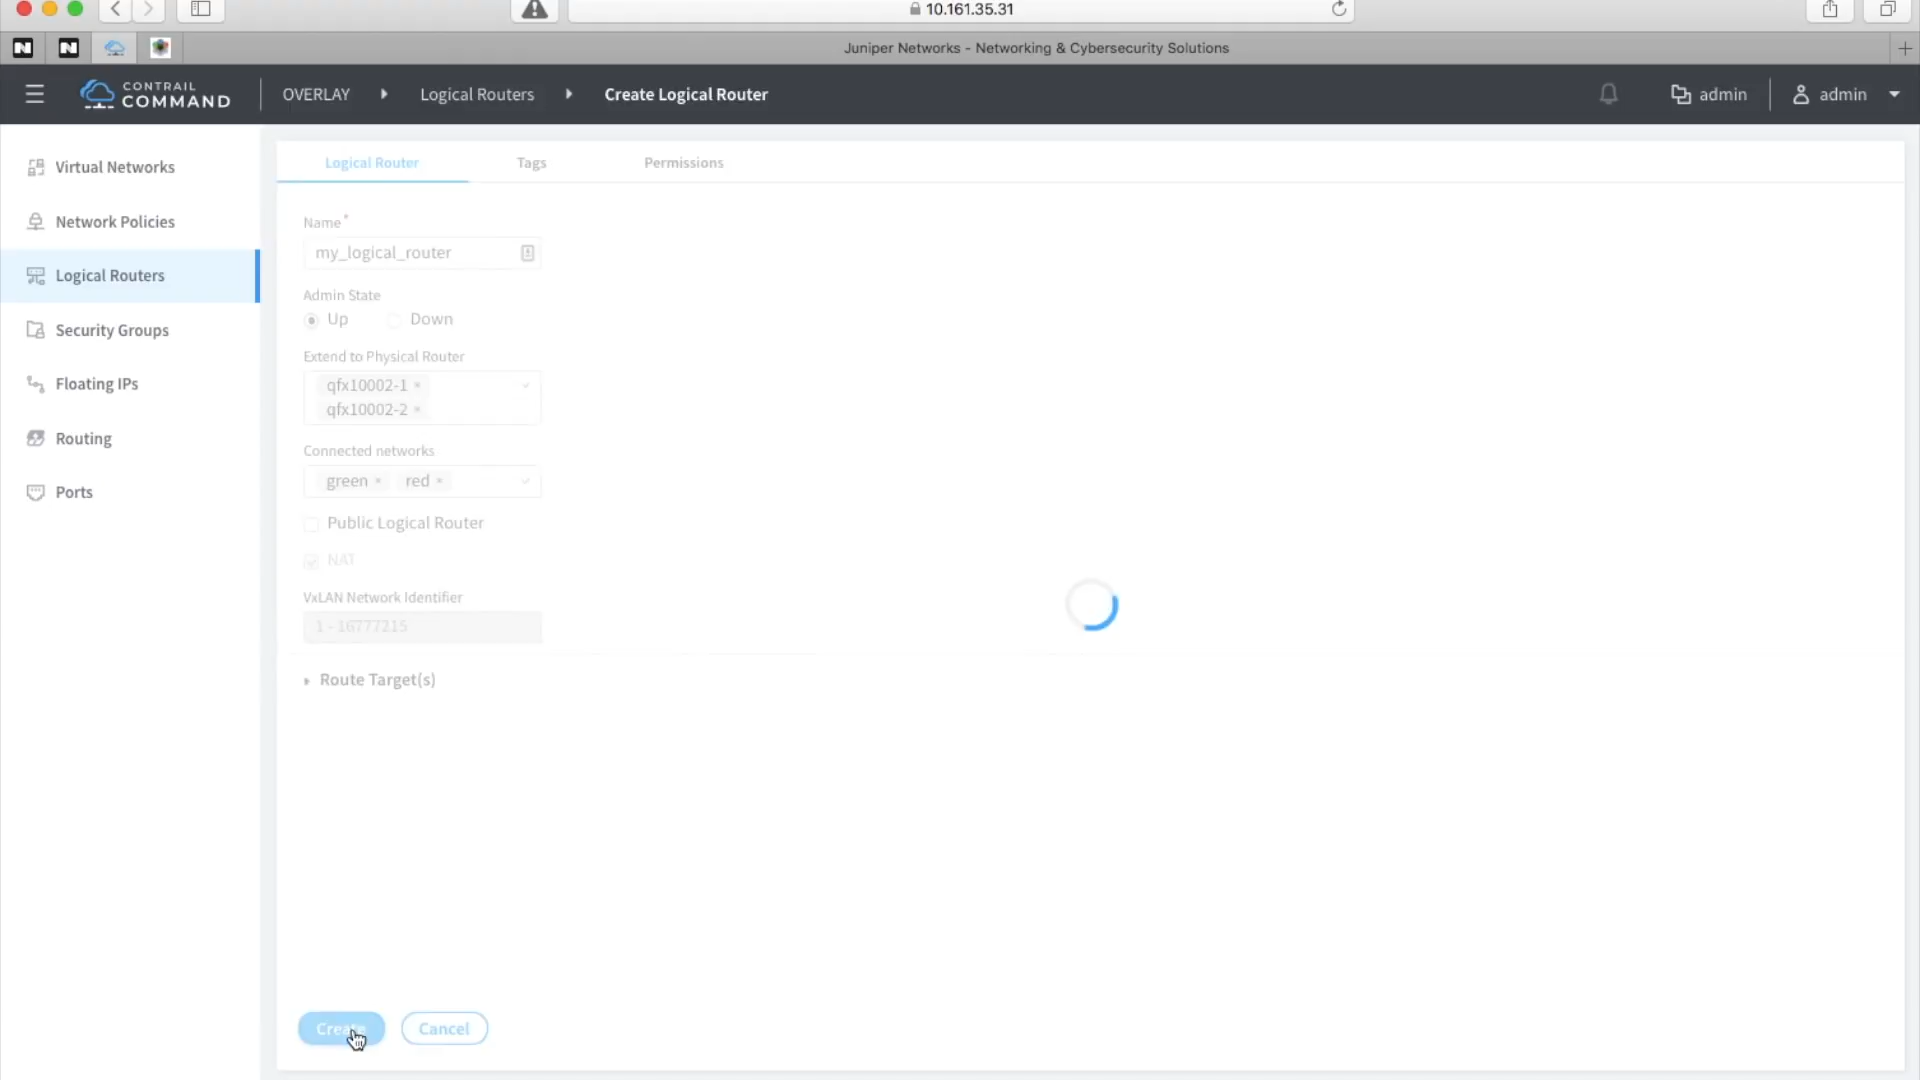 10.161.35.31
Juniper Networks - Networking & Cybersecurity Solutions
CONTRAIL
COMMAND
OVERLAY
Logical Routers
Create Logical Router
admin
admin
Virtual Networks
Network Policies
Logical Routers
Security Groups
Floating IPs
Routing
Ports
Logical Router
Tags
Permissions
Name*
my_logical_router
Admin State
Up
Down
Extend to Physical Router
qfx10002-1 ×
qfx10002-2 ×
Connected networks
green × red ×
Public Logical Router
NAT
VxLAN Network Identifier
1 - 16777215
Route Target(s)
Create
Cancel